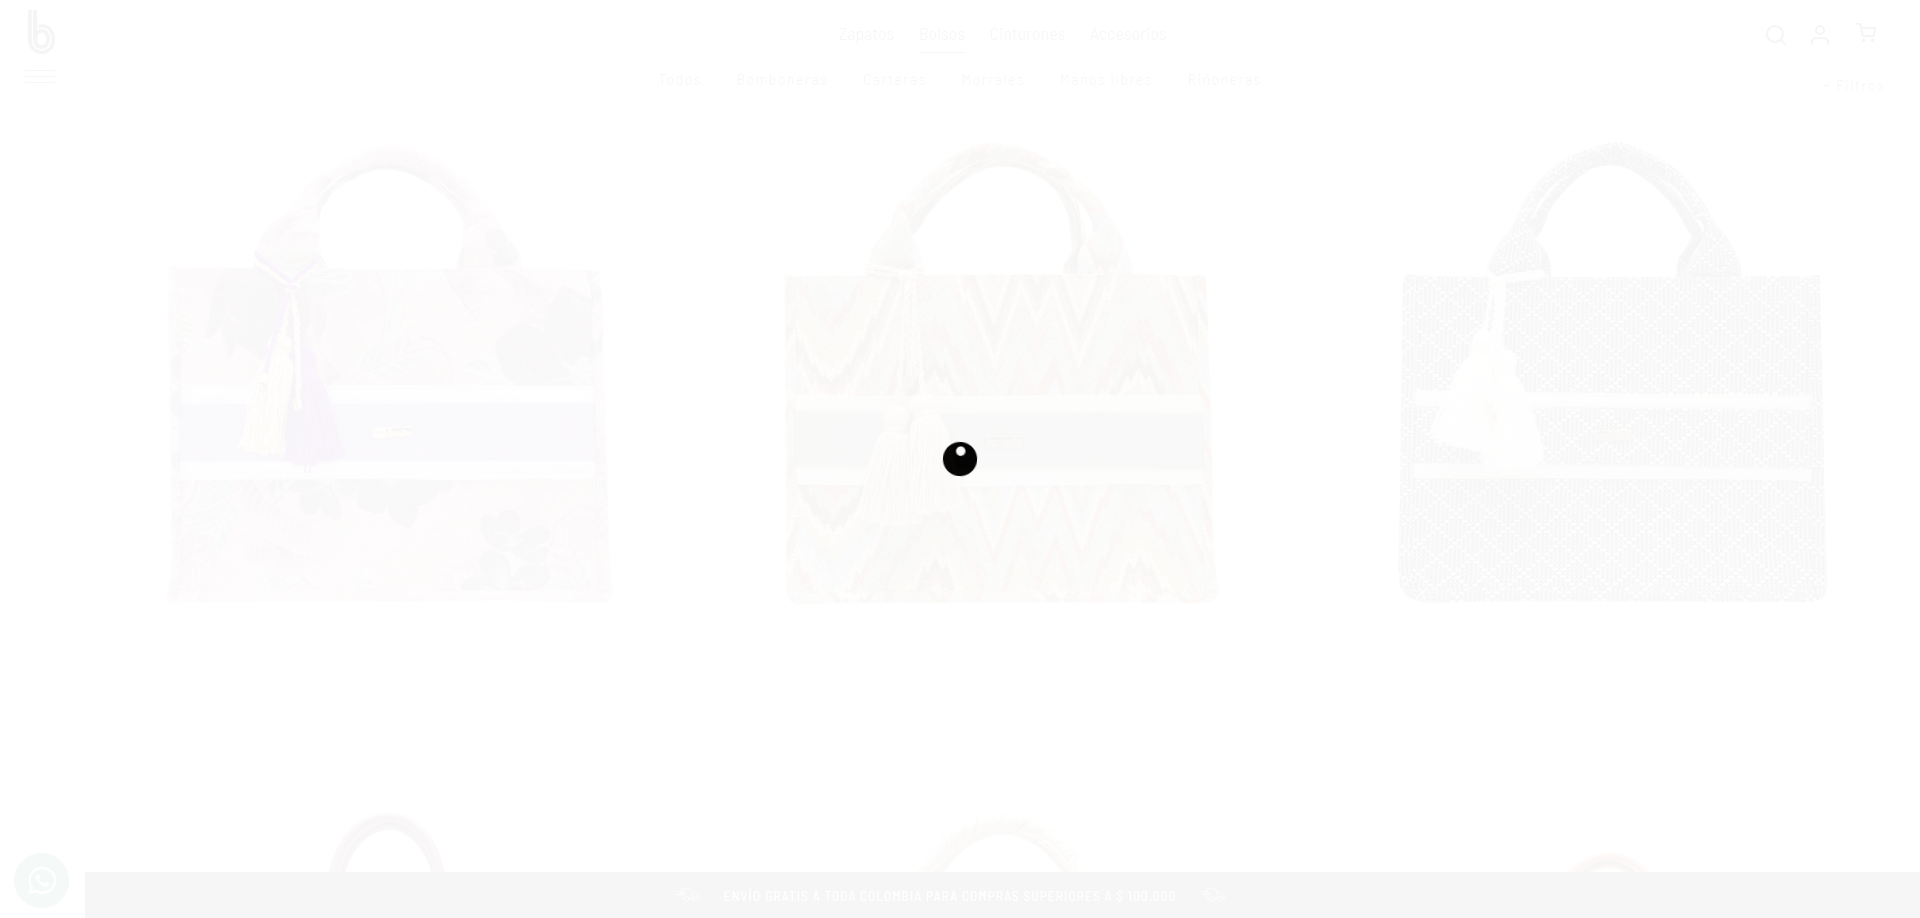 b
Zapatos Bolsos Cinturones Accesorios
Todos Bomboneras Carteras Morrales Manos libres Riñoneras
+ Filtros
ENVÍO GRATIS A TODA COLOMBIA PARA COMPRAS SUPERIORES A $ 100.000